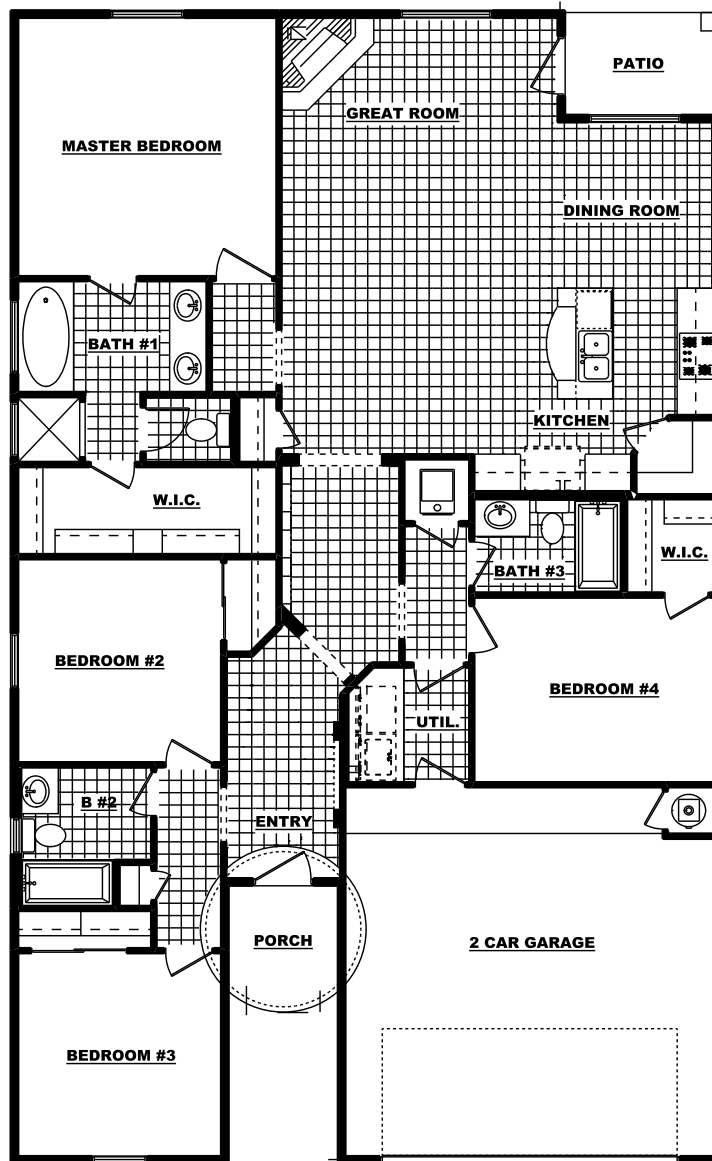 PATIO
GREAT ROOM
MASTER BEDROOM
DINING ROOM
BATH #1
KITCHEN
W.I.C.
W.I.C.
BATH #3
BEDROOM #2
BEDROOM #4
UTIL.
B #2
ENTRY
PORCH
2 CAR GARAGE
BEDROOM #3